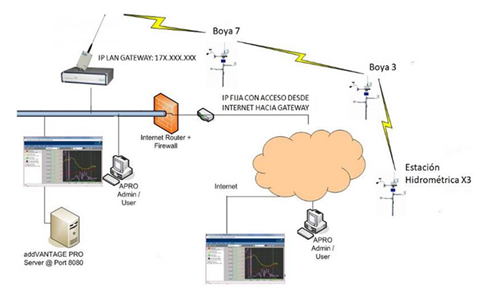 Boya 7
IP LAN GATEWAY: 17X.XXX.XXX
Boya 3
IP FIJA CON ACCESO DESDE
INTERNET HACIA GATEWAY
Internet Router +
Firewall
Estación
Hidrométrica X3
APRO
Admin /
User
Internet
APRO
Admin /
User
addVANTAGE PRO
Server @ Port 8080